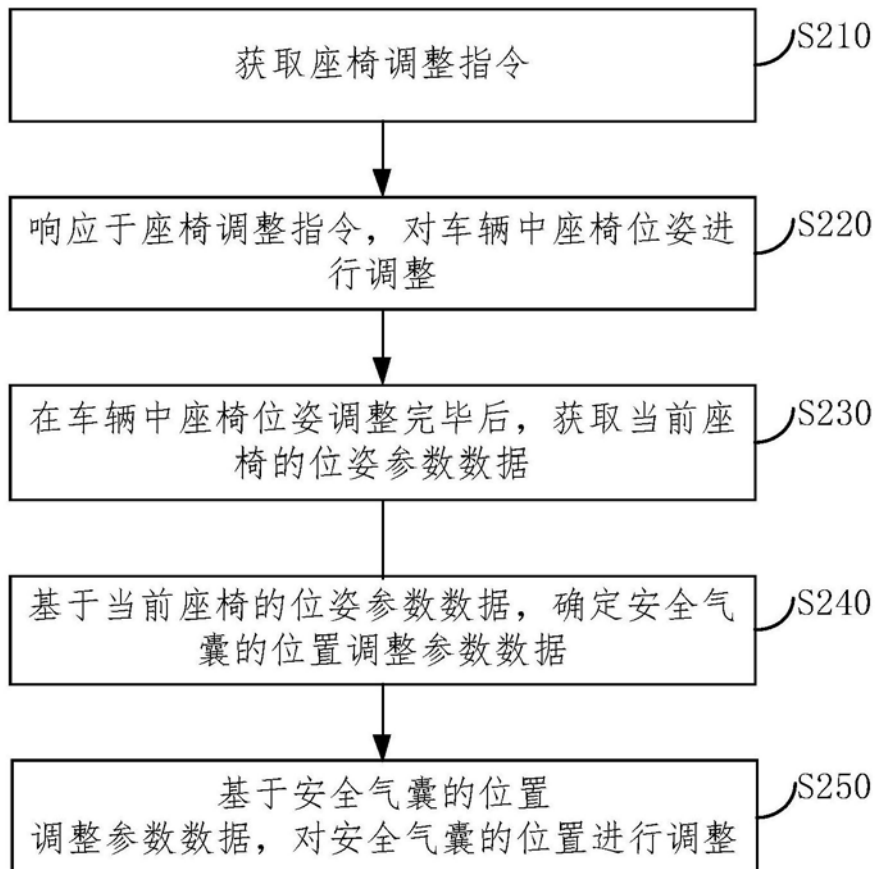 获取座椅调整指令
S210
响应于座椅调整指令，对车辆中座椅位姿进
行调整
S220
在车辆中座椅位姿调整完毕后，获取当前座
椅的位姿参数数据
S230
基于当前座椅的位姿参数数据，确定安全气
囊的位置调整参数数据
S240
基于安全气囊的位置
调整参数数据，对安全气囊的位置进行调整
S250